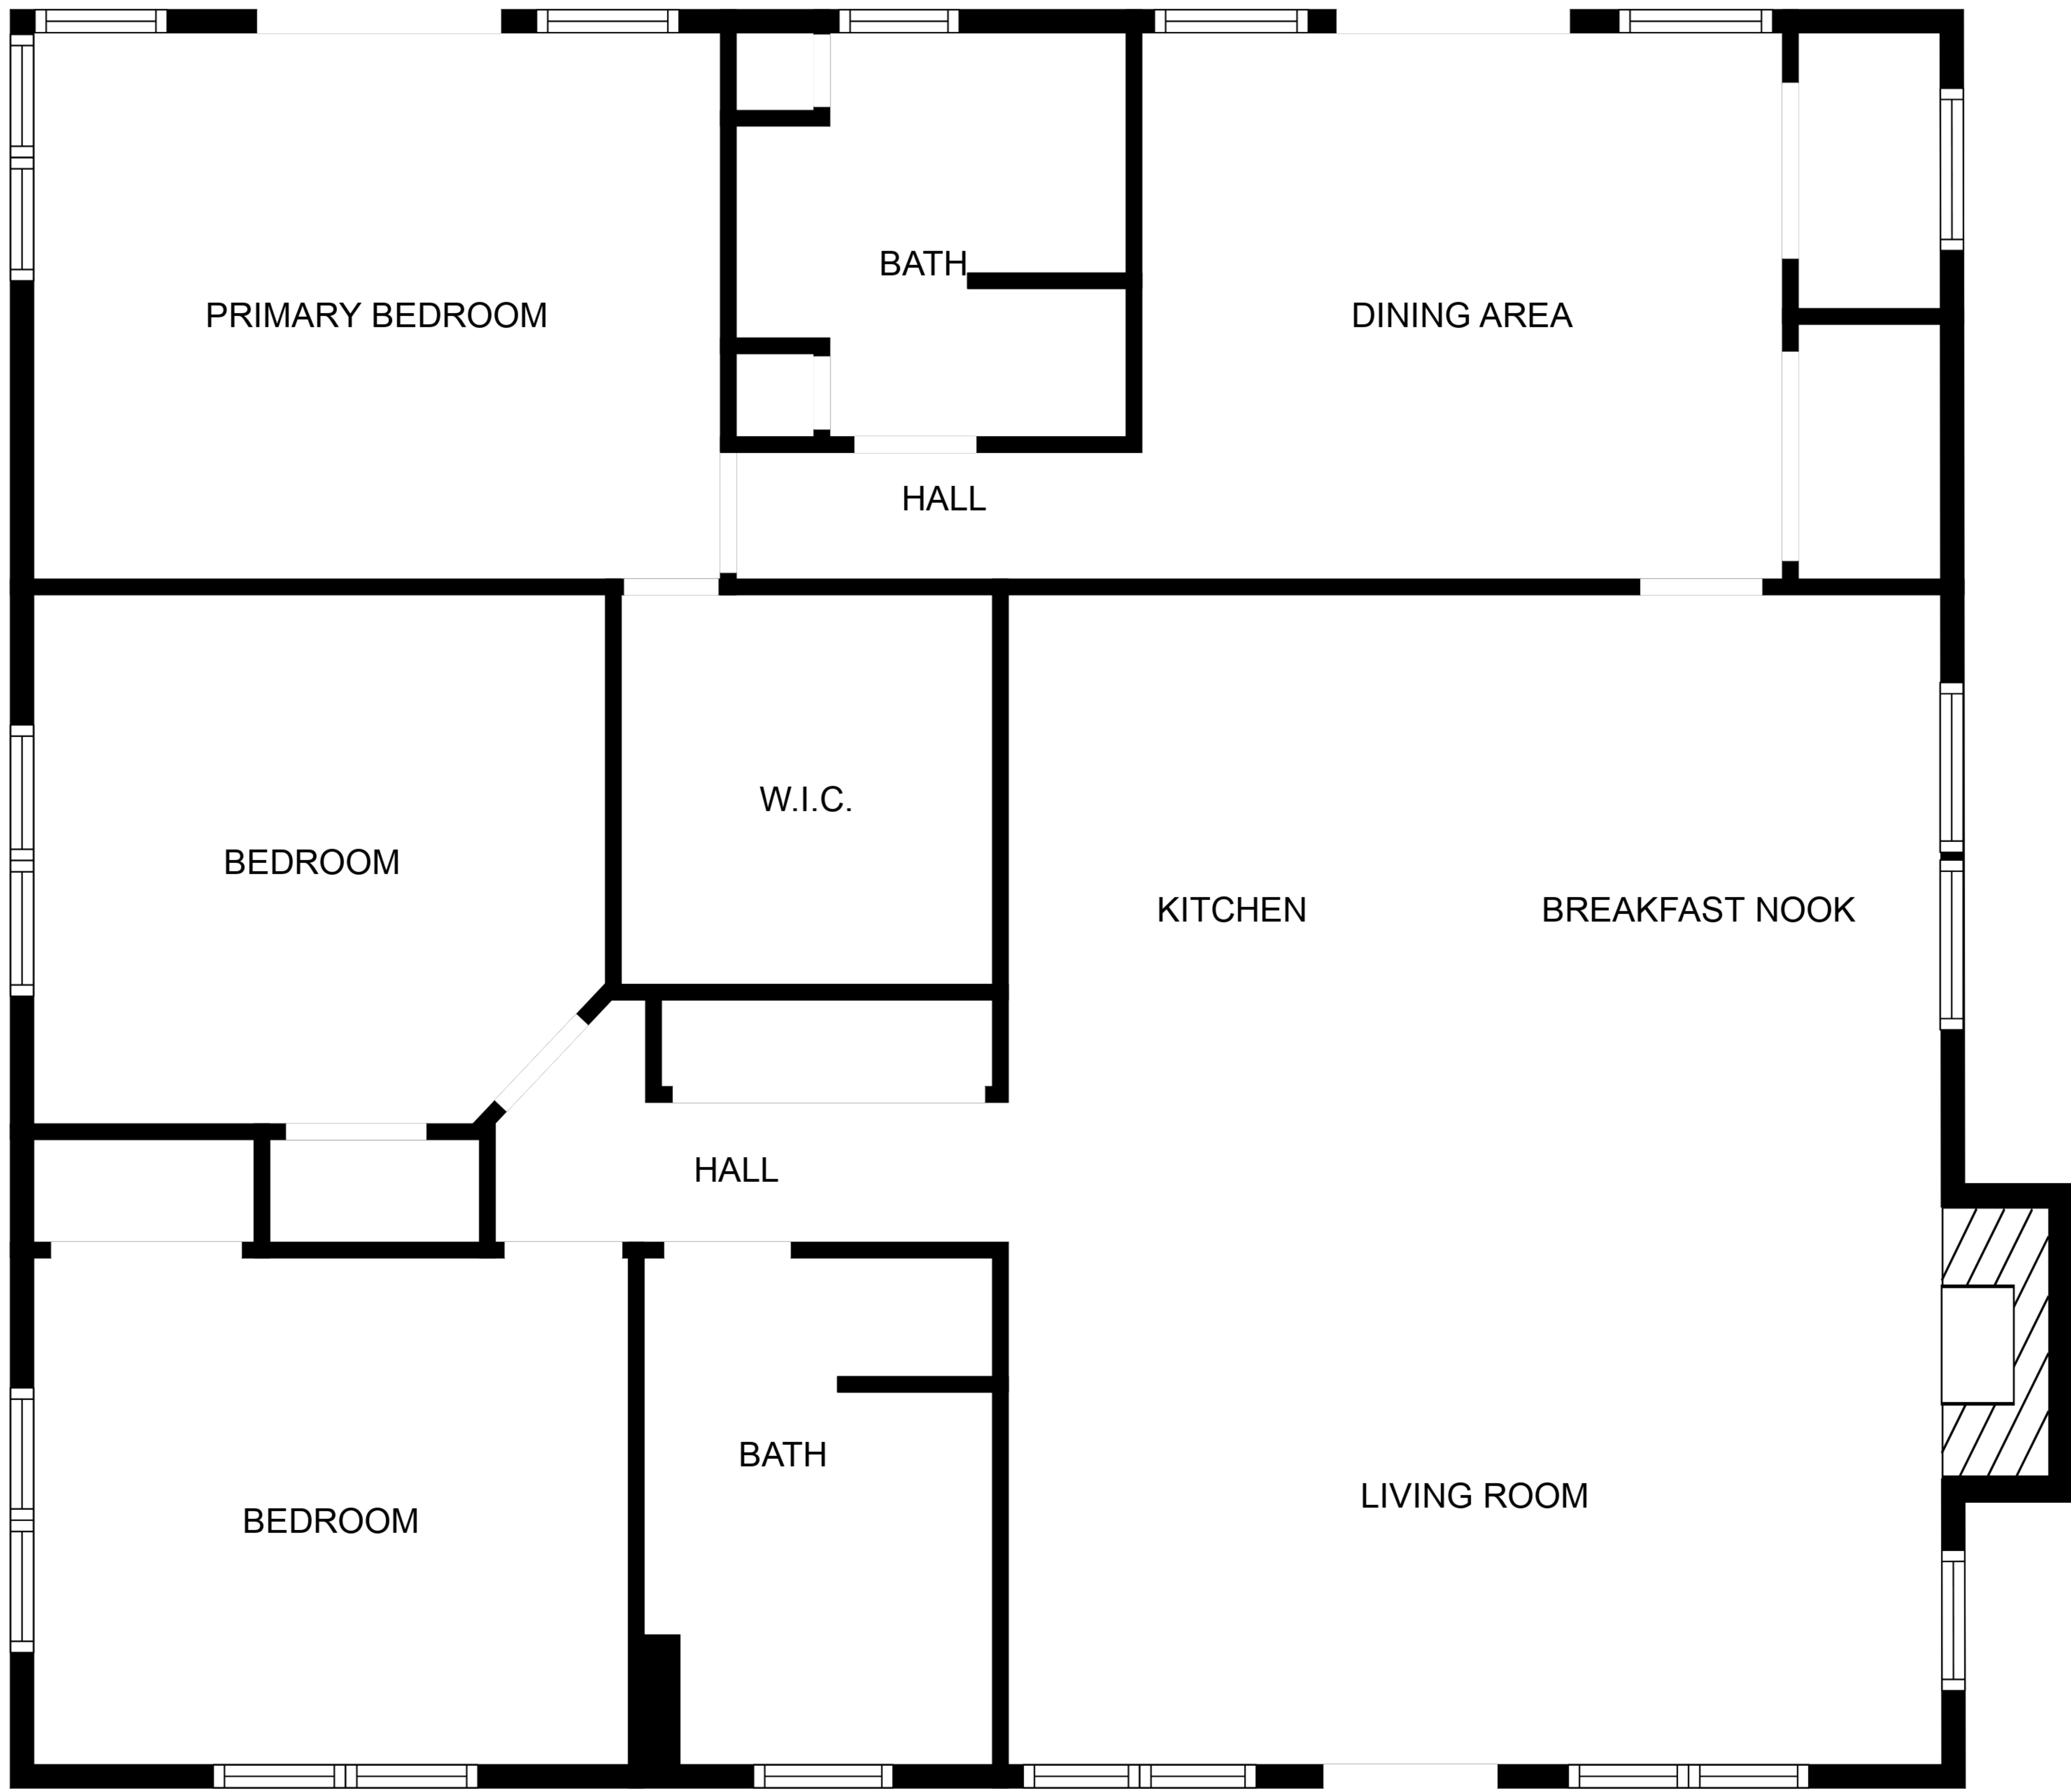 BATH
PRIMARY BEDROOM
DINING AREA
HALL
W.I.C.
BEDROOM
KITCHEN
BREAKFAST NOOK
HALL
BATH
LIVING ROOM
BEDROOM